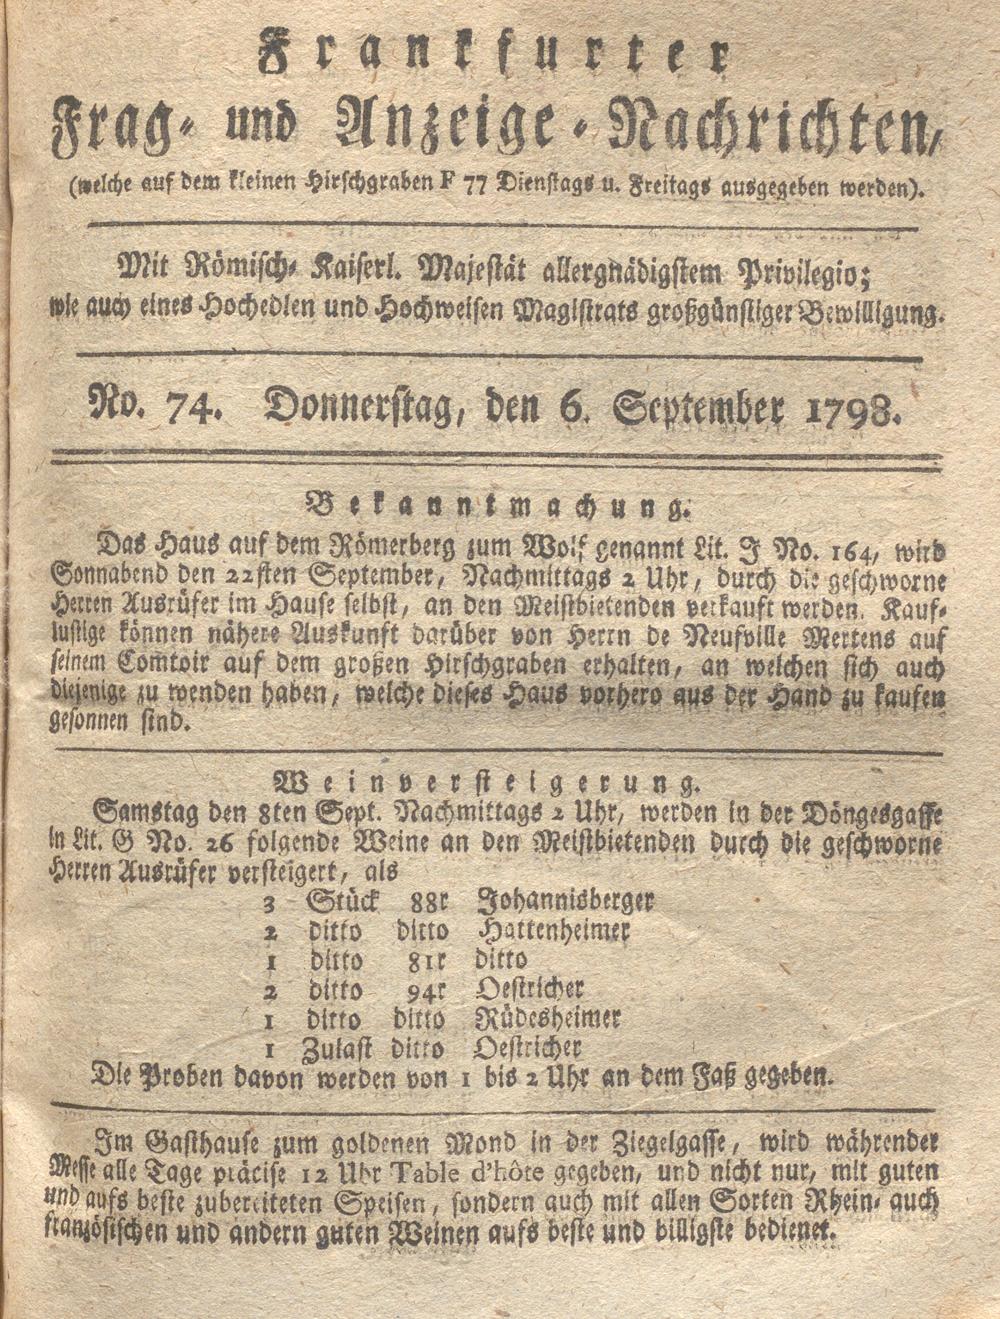 Frankfurter
Frag- und Anzeige-Nachrichten,
(welche auf dem kleinen Hirschgraben F 77 Dienstags u. Freitags ausgegeben werden).
Mit Römisch-Kaiserl. Majestät allergnädigstem Privilegio;
wie auch eines Hochedlen und Hochweisen Magistrats großgünstiger Bewilligung.
No. 74. Donnerstag, den 6. September 1798.
Bekanntmachung.
Das Haus auf dem Römerberg zum Wolf genannt Lit. J No. 164, wird
Sonnabend den 22sten September, Nachmittags 2 Uhr, durch die geschworne
Herren Ausrüfer im Hause selbst, an den Meistbietenden verkauft werden. Kauf-
lustige können nähere Auskunft darüber von Herrn de Neufville Mertens auf
seinem Comtoir auf dem großen Hirschgraben erhalten, an welchen sich auch
diejenige zu wenden haben, welche dieses Haus vorhero aus der Hand zu kaufen
gesonnen sind.
Weinversteigerung.
Samstag den 8ten Sept. Nachmittags 2 Uhr, werden in der Döngesgasse
in Lit. G No. 26 folgende Weine an den Meistbietenden durch die geschworne
Herren Ausrüfer versteigert, als
3 Stück 88r Johannisberger
2 ditto ditto Hattenheimer
1 ditto 81r ditto
2 ditto 94r Oestricher
1 ditto ditto Rüdesheimer
1 Zulast ditto Oestricher
Die Proben davon werden von 1 bis 2 Uhr an dem Faß gegeben.
Im Gasthause zum goldenen Mond in der Ziegelgasse, wird währender
Messe alle Tage präcise 12 Uhr Table d'hôte gegeben, und nicht nur, mit guten
und aufs beste zubereiteten Speisen, sondern auch mit allen Sorten Rhein- auch
französischen und andern guten Weinen aufs beste und billigste bedienet.